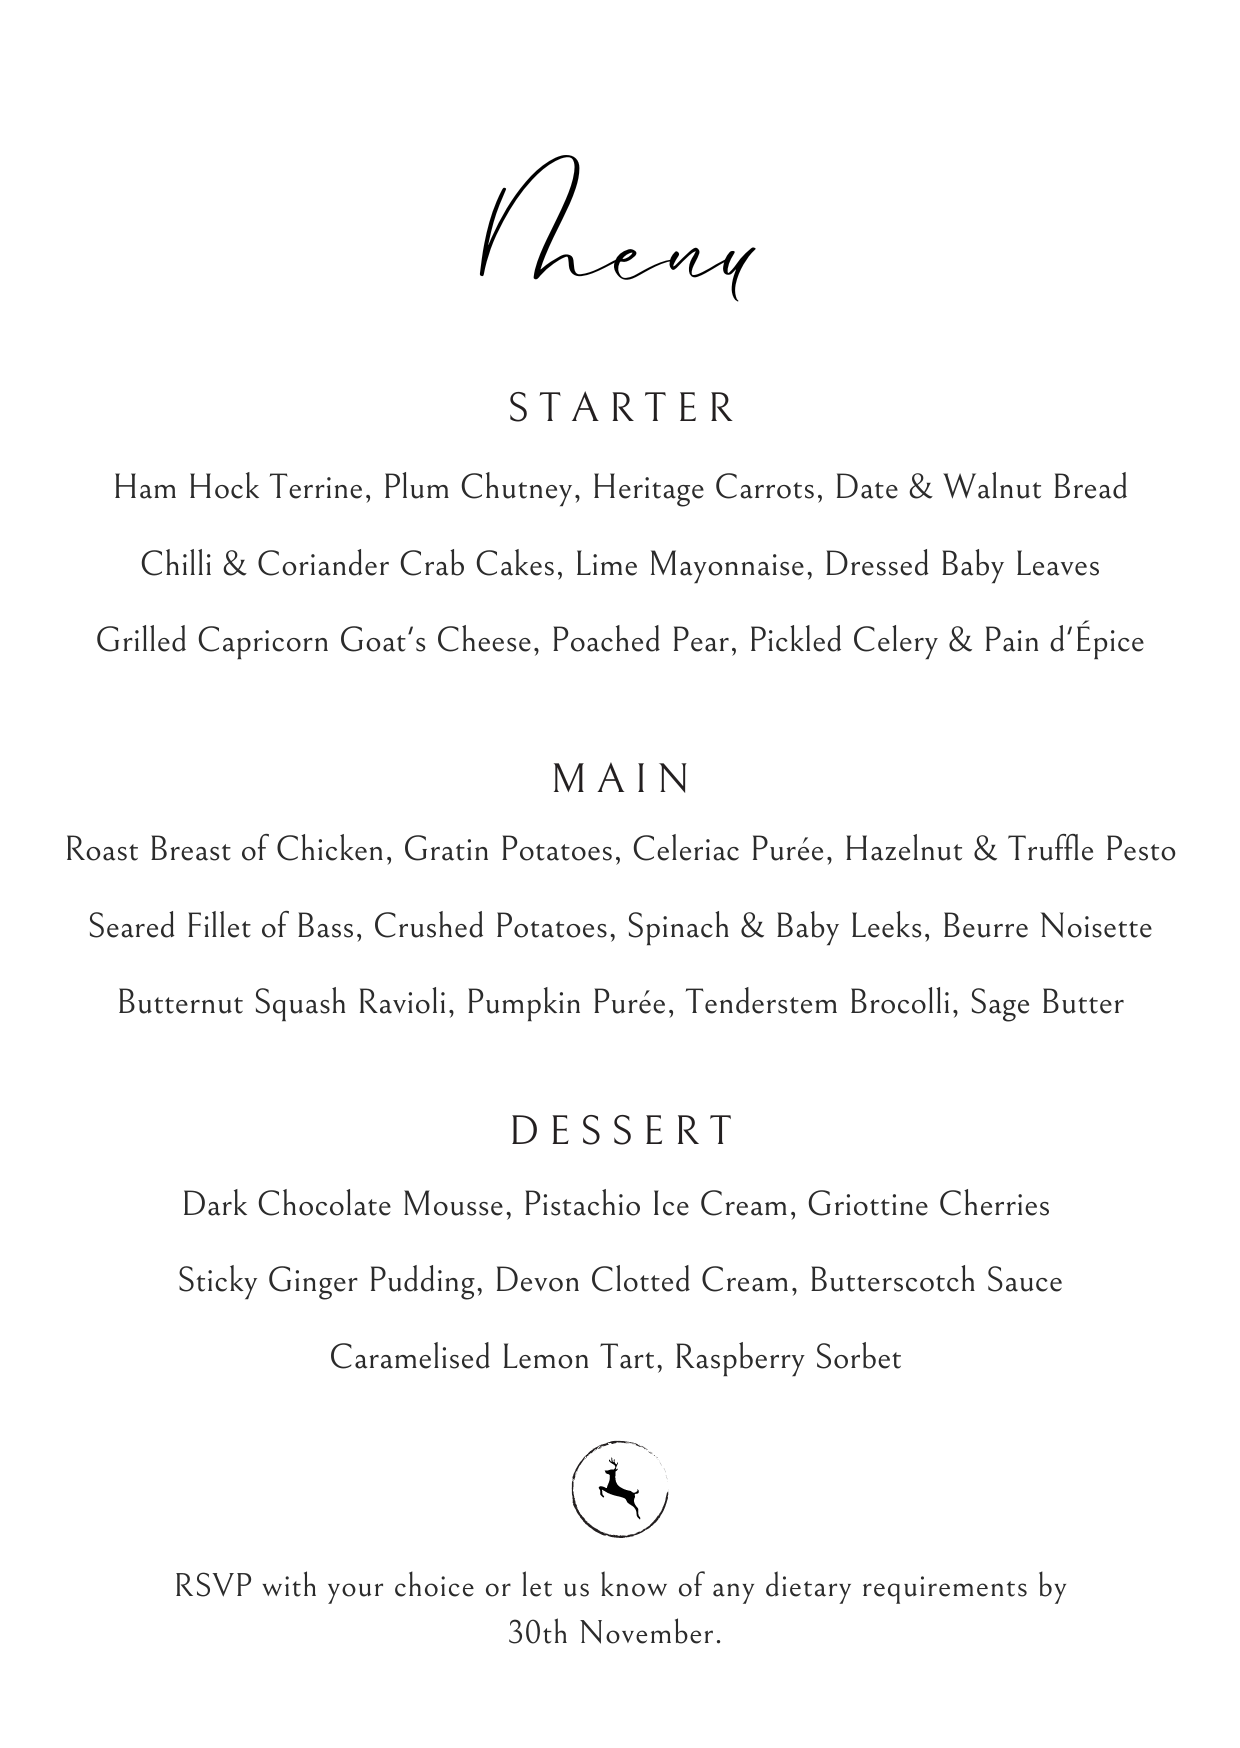 Menu
STARTER
Ham Hock Terrine, Plum Chutney, Heritage Carrots, Date & Walnut Bread
Chilli & Coriander Crab Cakes, Lime Mayonnaise, Dressed Baby Leaves
Grilled Capricorn Goat's Cheese, Poached Pear, Pickled Celery & Pain d'Épice
MAIN
Roast Breast of Chicken, Gratin Potatoes, Celeriac Purée, Hazelnut & Truffle Pesto
Seared Fillet of Bass, Crushed Potatoes, Spinach & Baby Leeks, Beurre Noisette
Butternut Squash Ravioli, Pumpkin Purée, Tenderstem Brocolli, Sage Butter
DESSERT
Dark Chocolate Mousse, Pistachio Ice Cream, Griottine Cherries
Sticky Ginger Pudding, Devon Clotted Cream, Butterscotch Sauce
Caramelised Lemon Tart, Raspberry Sorbet
RSVP with your choice or let us know of any dietary requirements by
30th November.